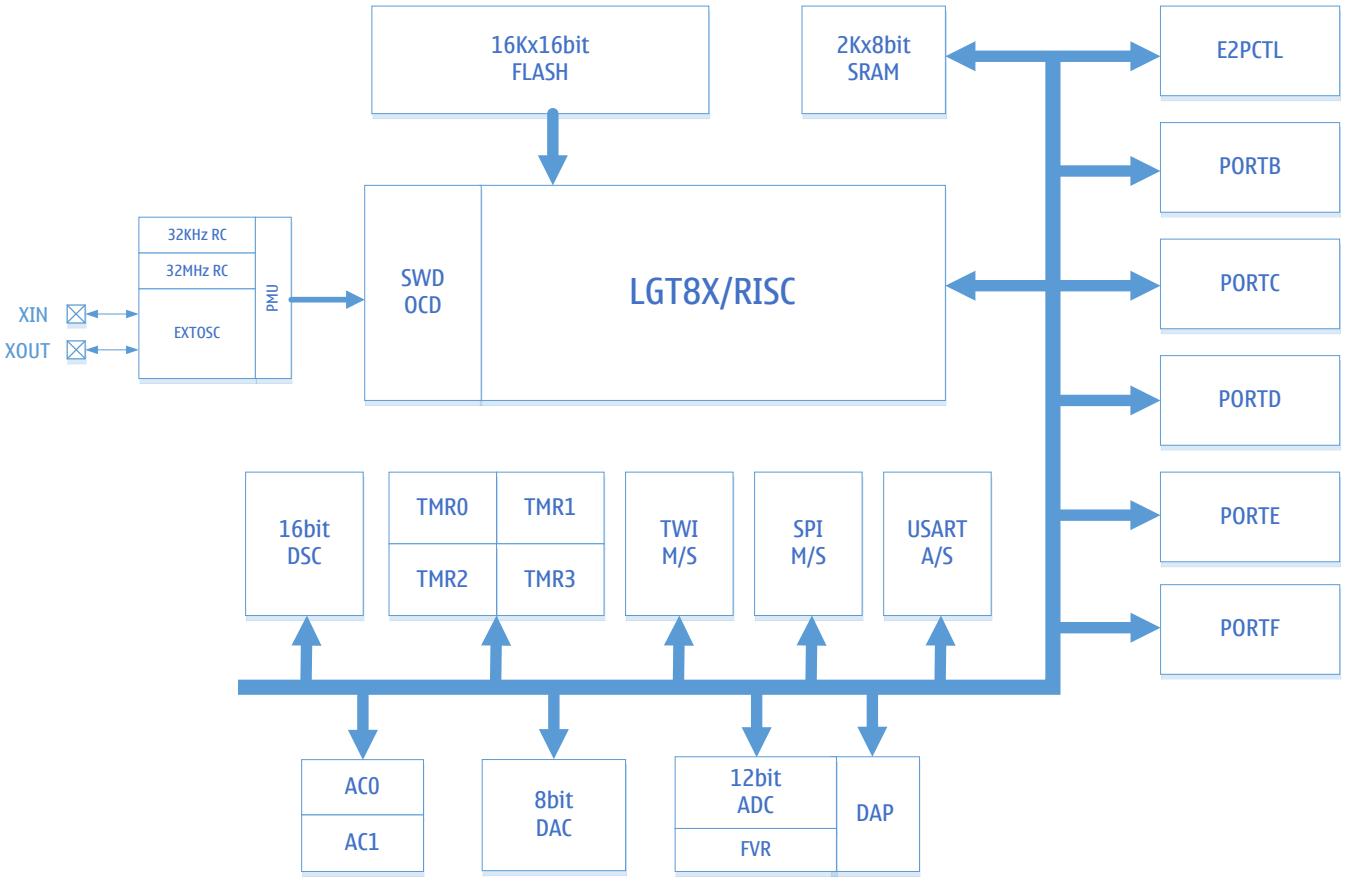 16Kx16bit
FLASH
2Kx8bit
SRAM
E2PCTL
PORTB
32KHz RC
32MHz RC
EXTOSC
PMU
XIN
XOUT
SWD
OCD
LGT8X/RISC
PORTC
PORTD
16bit
DSC
TMR0
TMR1
TMR2
TMR3
TWI
M/S
SPI
M/S
USART
A/S
PORTE
PORTF
AC0
AC1
8bit
DAC
12bit
ADC
FVR
DAP